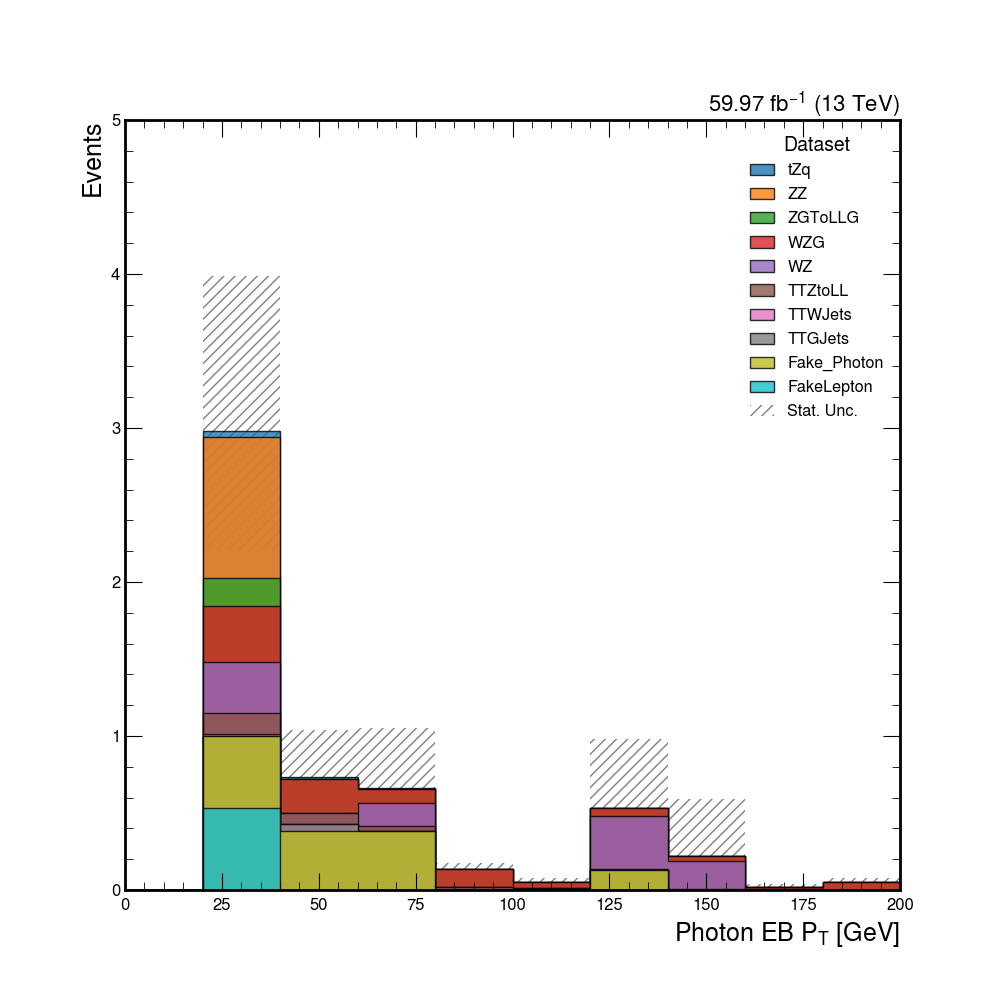 59.97 fb⁻¹ (13 TeV)
Events
5
4
3
2
1
0
Dataset
tZq
ZZ
ZGToLLG
WZG
WZ
TTZtoLL
TTWJets
TTGJets
Fake_Photon
FakeLepton
Stat. Unc.
0 25 50 75 100 125 150 175 200
Photon EB P_T [GeV]